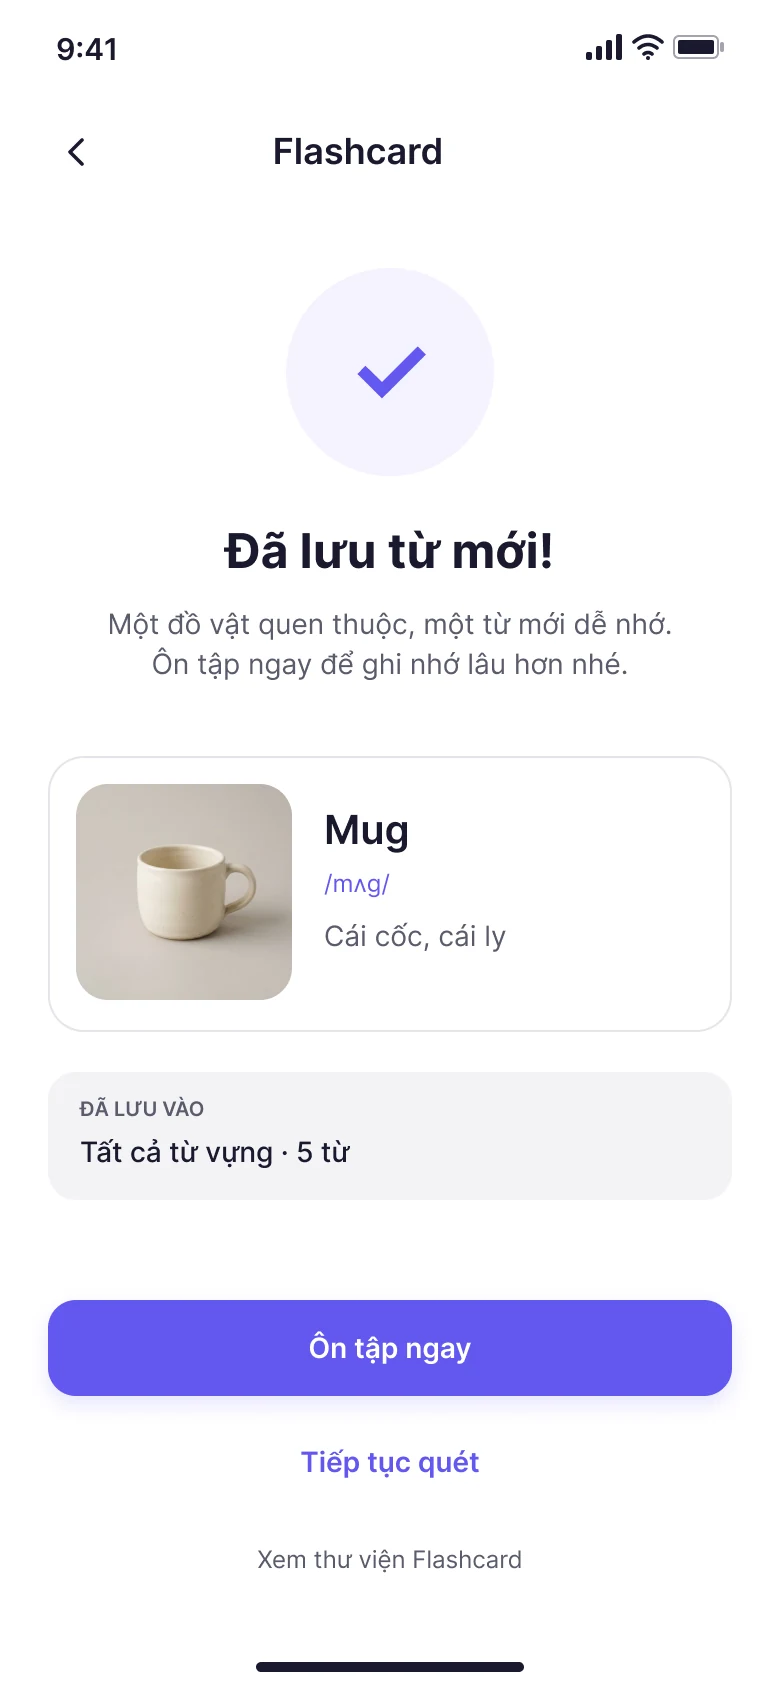 9:41
Flashcard
Đã lưu từ mới!
Một đồ vật quen thuộc, một từ mới dễ nhớ.
Ôn tập ngay để ghi nhớ lâu hơn nhé.
Mug
/mʌg/
Cái cốc, cái ly
ĐÃ LƯU VÀO
Tất cả từ vựng · 5 từ
Ôn tập ngay
Tiếp tục quét
Xem thư viện Flashcard